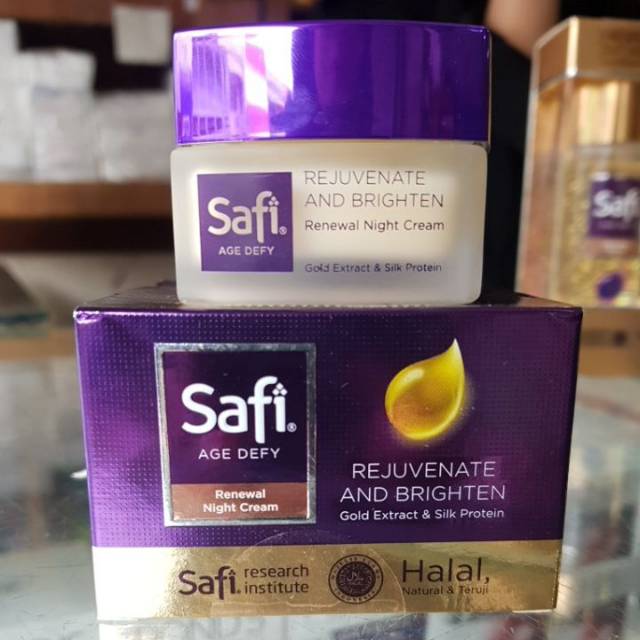 Safi®
AGE DEFY
REJUVENATE
AND BRIGHTEN
Renewal Night Cream
Gold Extract & Silk Protein
Safi
Safi®
AGE DEFY
Renewal
Night Cream
REJUVENATE
AND BRIGHTEN
Gold Extract & Silk Protein
Safi® research
institute
Halal,
Natural & Teruji